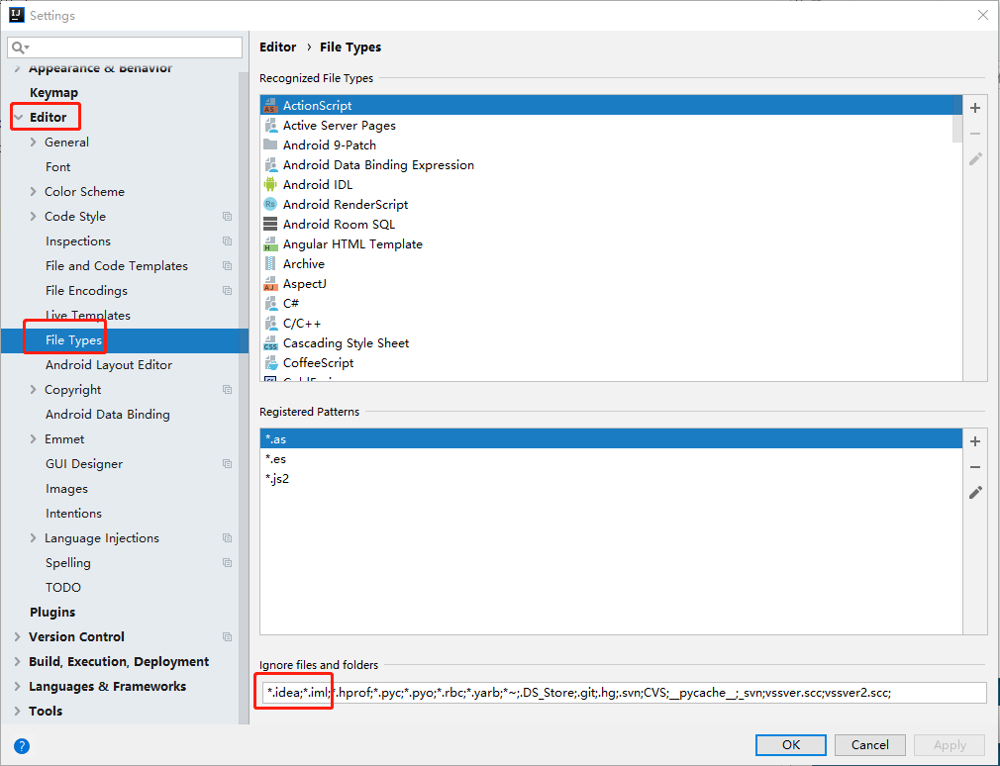 Settings
Appearance & Behavior
Keymap
Editor
General
Font
Color Scheme
Code Style
Inspections
File and Code Templates
File Encodings
Live Templates
File Types
Android Layout Editor
Copyright
Android Data Binding
Emmet
GUI Designer
Images
Intentions
Language Injections
Spelling
TODO
Plugins
Version Control
Build, Execution, Deployment
Languages & Frameworks
Tools
Editor › File Types
Recognized File Types
ActionScript
Active Server Pages
Android 9-Patch
Android Data Binding Expression
Android IDL
Android RenderScript
Android Room SQL
Angular HTML Template
Archive
AspectJ
C#
C/C++
Cascading Style Sheet
CoffeeScript
Registered Patterns
*.as
*.es
*.js2
Ignore files and folders
*.idea;*.iml;*.hprof;*.pyc;*.pyo;*.rbc;*.yarb;*~;.DS_Store;.git;.hg;.svn;CVS;__pycache__;_svn;vssver.scc;vssver2.scc;
OK
Cancel
Apply